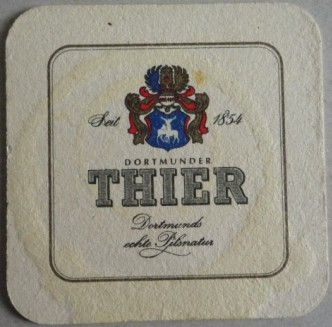 Seit 1854
DORTMUNDER
THIER
Dortmunds
echte Pilsnatur